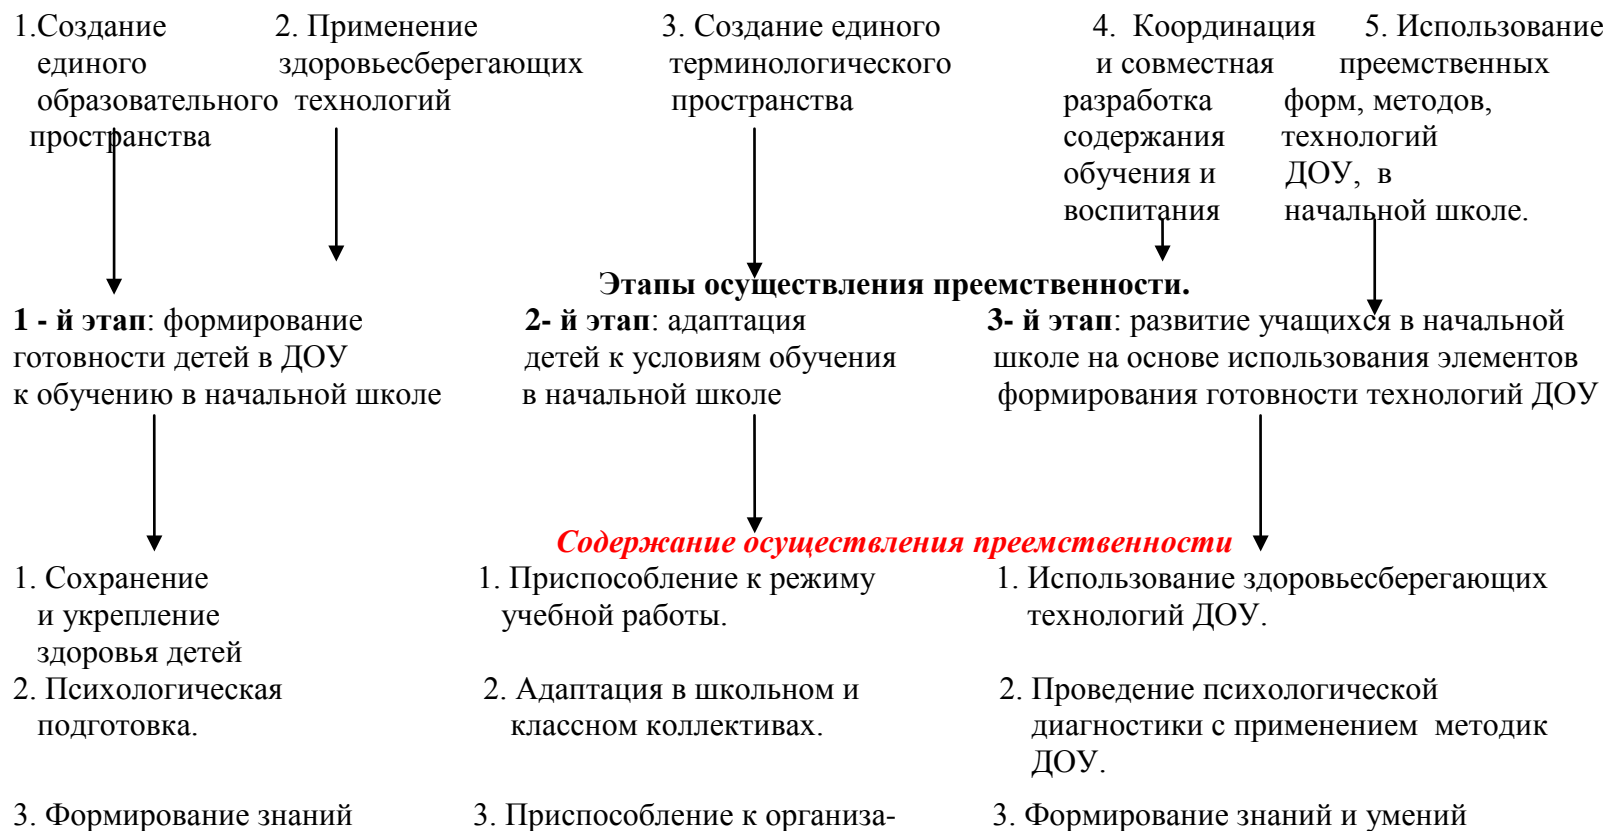 1.Создание 2. Применение 3. Создание единого 4. Координация 5. Использование
единого здоровьесберегающих терминологического и совместная преемственных
образовательного технологий пространства разработка форм, методов,
пространства содержания технологий
обучения и ДОУ, в
воспитания начальной школе.
Этапы осуществления преемственности.
1 - й этап: формирование 2- й этап: адаптация 3- й этап: развитие учащихся в начальной
готовности детей в ДОУ детей к условиям обучения школе на основе использования элементов
к обучению в начальной школе в начальной школе формирования готовности технологий ДОУ
Содержание осуществления преемственности
1. Сохранение 1. Приспособление к режиму 1. Использование здоровьесберегающих
и укрепление учебной работы. технологий ДОУ.
здоровья детей
2. Психологическая 2. Адаптация в школьном и 2. Проведение психологической
подготовка. классном коллективах. диагностики с применением методик
ДОУ.
3. Формирование знаний 3. Приспособление к организа- 3. Формирование знаний и умений